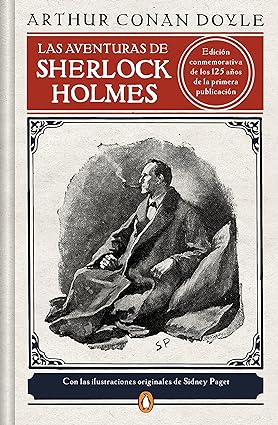 ARTHUR CONAN DOYLE
LAS AVENTURAS DE
SHERLOCK
HOLMES
Edición
conmemorativa
de los 125 años
de la primera
publicación
S P
Con las ilustraciones originales de Sidney Paget